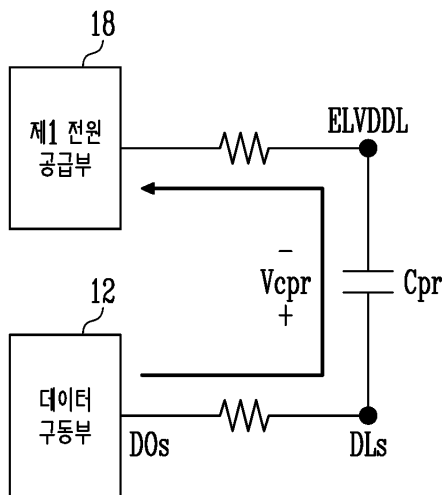 18
제1 전원
공급부
ELVDDL
−
Vcpr
+
Cpr
12
데이터
구동부
DOs
DLs